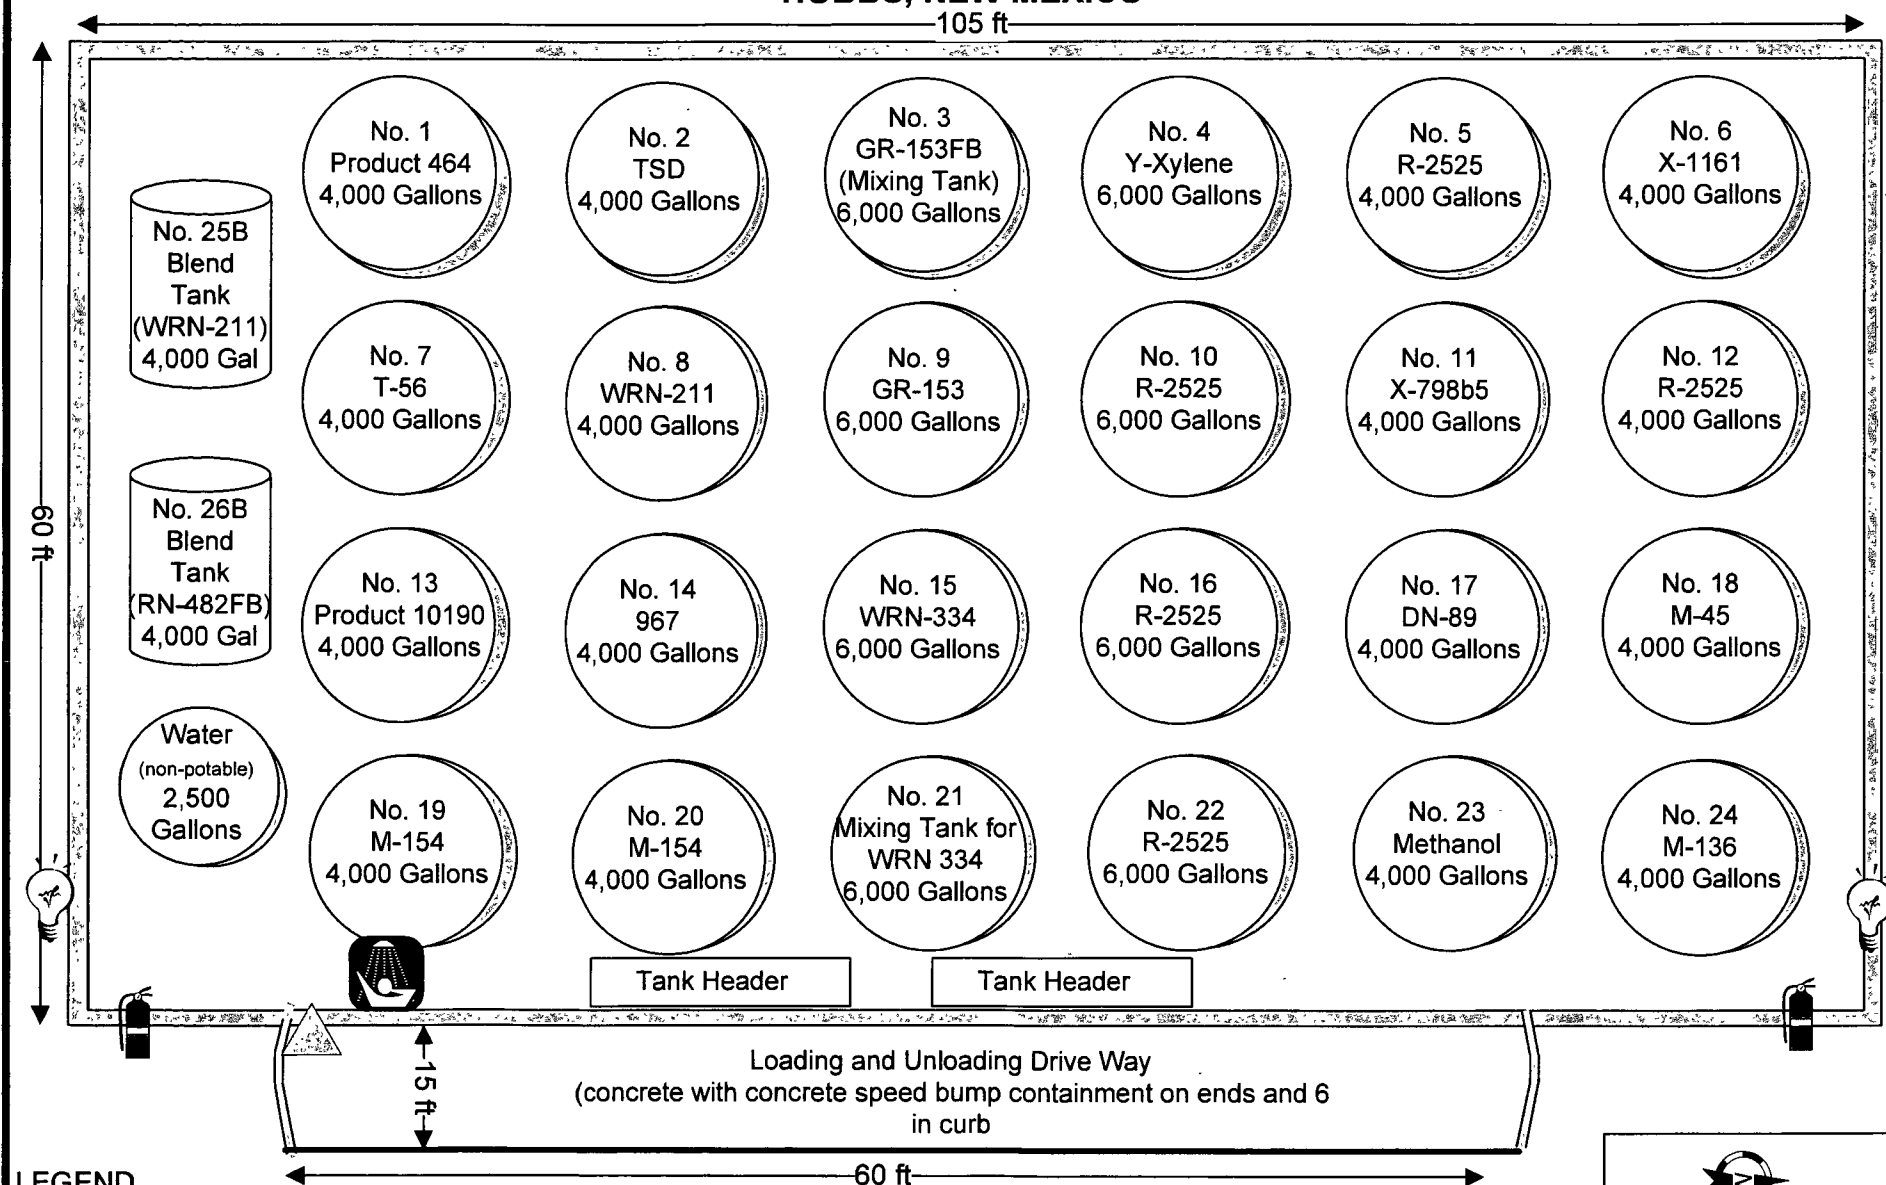 105 ft
No. 1
Product 464
4,000 Gallons
No. 2
TSD
4,000 Gallons
No. 3
GR-153FB
(Mixing Tank)
6,000 Gallons
No. 4
Y-Xylene
6,000 Gallons
No. 5
R-2525
4,000 Gallons
No. 6
X-1161
4,000 Gallons
No. 25B
Blend
Tank
(WRN-211)
4,000 Gal
No. 7
T-56
4,000 Gallons
No. 8
WRN-211
4,000 Gallons
No. 9
GR-153
6,000 Gallons
No. 10
R-2525
6,000 Gallons
No. 11
X-798b5
4,000 Gallons
No. 12
R-2525
4,000 Gallons
60 ft
No. 26B
Blend
Tank
(RN-482FB)
4,000 Gal
No. 13
Product 10190
4,000 Gallons
No. 14
967
4,000 Gallons
No. 15
WRN-334
6,000 Gallons
No. 16
R-2525
6,000 Gallons
No. 17
DN-89
4,000 Gallons
No. 18
M-45
4,000 Gallons
Water
(non-potable)
2,500
Gallons
No. 19
M-154
4,000 Gallons
No. 20
M-154
4,000 Gallons
No. 21
Mixing Tank for
WRN 334
6,000 Gallons
No. 22
R-2525
6,000 Gallons
No. 23
Methanol
4,000 Gallons
No. 24
M-136
4,000 Gallons
Tank Header
Tank Header
15 ft
Loading and Unloading Drive Way
(concrete with concrete speed bump containment on ends and 6
in curb
60 ft
LEGEND